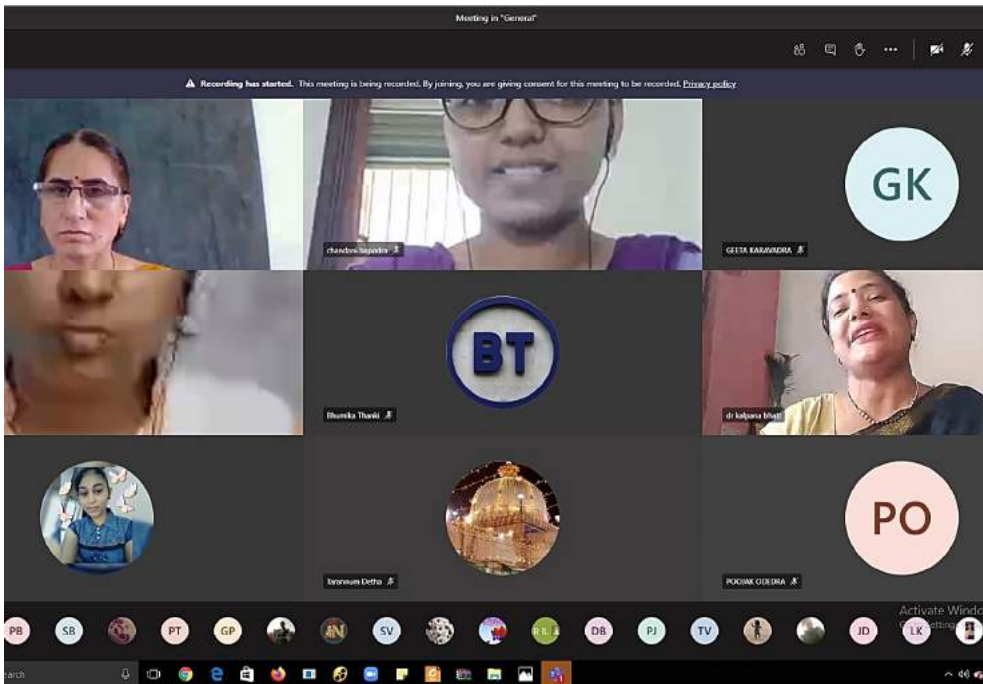 Meeting in "General"
Recording has started. This meeting is being recorded. By joining, you are giving consent for this meeting to be recorded. Privacy policy
GK
chandani
GEETA KARAVADRA
BT
Bhumika Thanki
dr kalpana bhatt
PO
Tarannum Detha
POOJAK ODEDRA
Activate Windo
PB SB PT GP SV DB PJ TV JD LK
earch